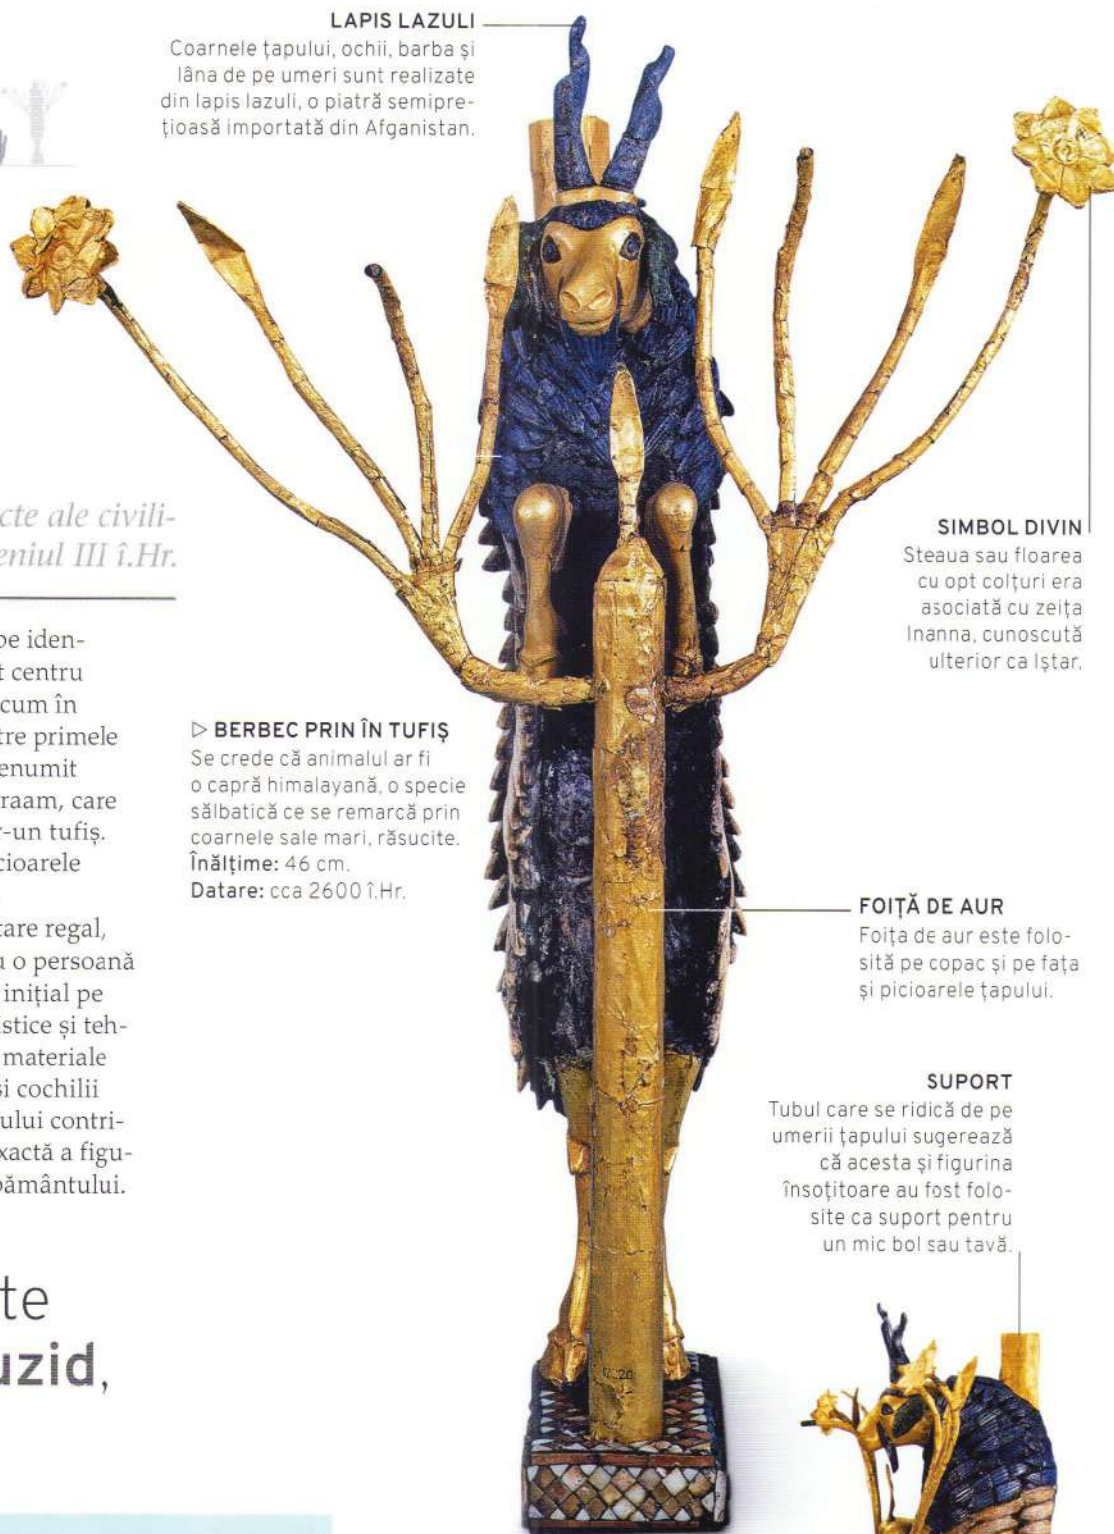 LAPIS LAZULI
Coarnele țapului, ochii, barba și
lâna de pe umeri sunt realizate
din lapis lazuli, o piatră semipre-
țioasă importată din Afganistan.
SIMBOL DIVIN
Steaua sau floarea
cu opt colțuri era
asociată cu zeița
Inanna, cunoscută
ulterior ca Iștar.
cte ale civili-
eniul III î.Hr.
pe iden-
t centru
cum în
tre primele
enumit
raam, care
r-un tufiș.
cioarele
tare regal,
u o persoană
inițial pe
stice și teh-
materiale
și cochilii
ului contri-
xactă a figu-
pământului.
▷ BERBEC PRIN ÎN TUFIȘ
Se crede că animalul ar fi
o capră himalayană, o specie
sălbatică ce se remarcă prin
coarnele sale mari, răsucite.
Înălțime: 46 cm.
Datare: cca 2600 î.Hr.
FOIȚĂ DE AUR
Foița de aur este folo-
sită pe copac și pe fața
și picioarele țapului.
SUPORT
Tubul care se ridică de pe
umerii țapului sugerează
că acesta și figurina
însoțitoare au fost folo-
site ca suport pentru
un mic bol sau tavă.
te
uzid,